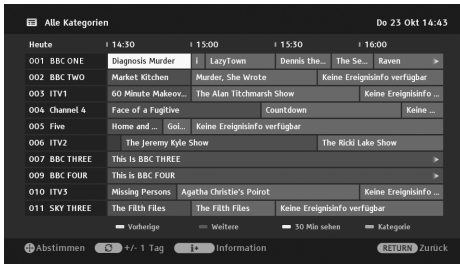 Alle Kategorien Do 23 Okt 14:43
Heute 14:30 15:00 15:30 16:00
001 BBC ONE Diagnosis Murder i LazyTown Dennis the... The Se... Raven
002 BBC TWO Market Kitchen Murder, She Wrote Keine Ereignisinfo verfügbar
003 ITV1 60 Minute Makeov... The Alan Titchmarsh Show Keine Ereignisinfo ...
004 Channel 4 Face of a Fugitive Countdown Keine ...
005 Five Home and ... Goi... Keine Ereignisinfo verfügbar
006 ITV2 The Jeremy Kyle Show The Ricki Lake Show
007 BBC THREE This Is BBC THREE
009 BBC FOUR This is BBC FOUR
010 ITV3 Missing Persons Agatha Christie's Poirot Keine Ereignisinfo ...
011 SKY THREE The Filth Files The Filth Files Keine Ereignisinfo verfügbar
Vorherige Weitere 30 Min sehen Kategorie
Abstimmen +/- 1 Tag i+ Information RETURN Zurück